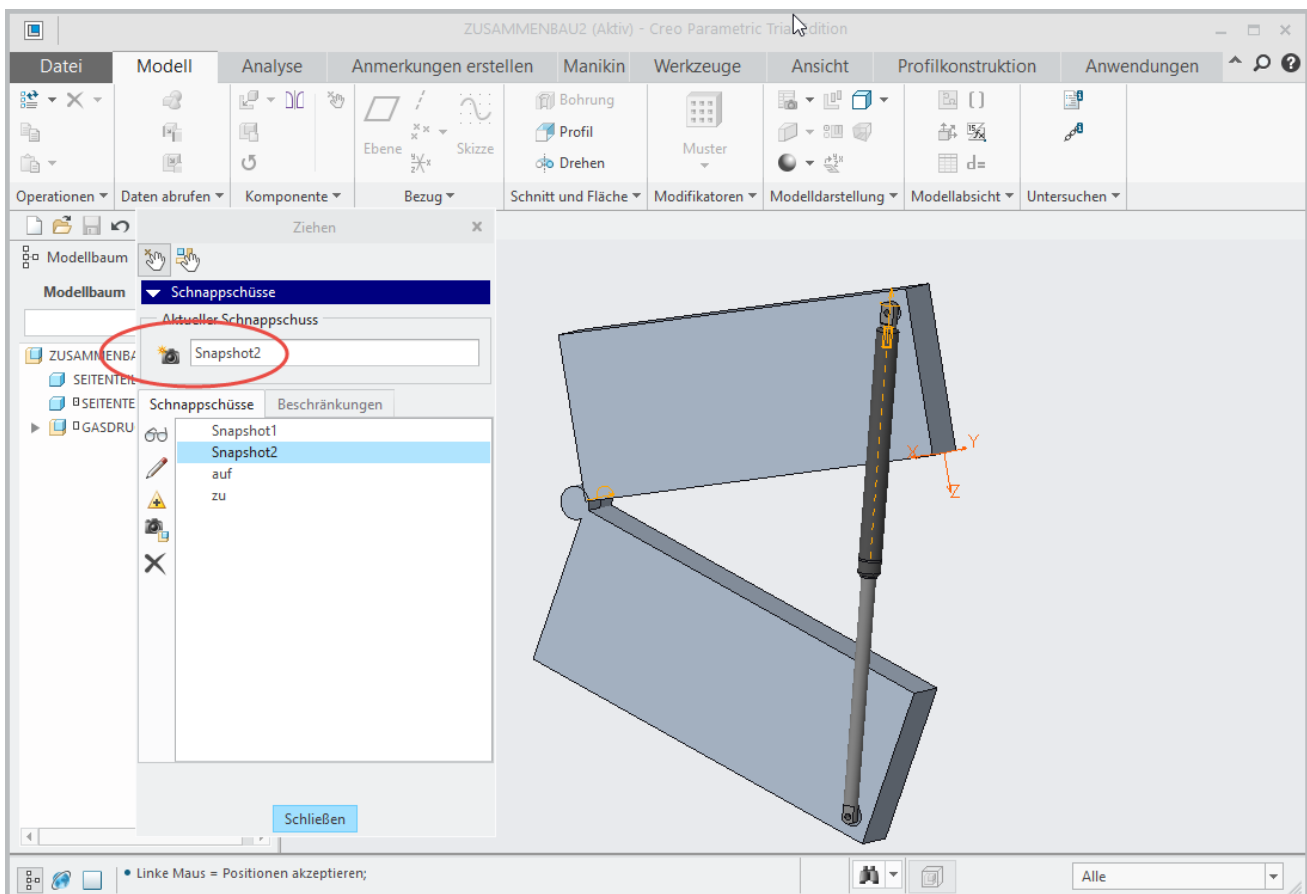 ZUSAMMENBAU2 (Aktiv) - Creo Parametric Trial Edition
Datei Modell Analyse Anmerkungen erstellen Manikin Werkzeuge Ansicht Profilkonstruktion Anwendungen
Bohrung
Profil
Ebene Skizze Muster
Drehen
d=
Operationen Daten abrufen Komponente Bezug Schnitt und Fläche Modifikatoren Modelldarstellung Modellabsicht Untersuchen
Ziehen
Modellbaum
Modellbaum
Schnappschüsse
Aktueller Schnappschuss
Snapshot2
ZUSAMMENBA
SEITENTEIL
SEITENTE
GASDRU
Schnappschüsse Beschränkungen
Snapshot1
Snapshot2
auf
zu
X Y
Z
Schließen
Linke Maus = Positionen akzeptieren;
Alle